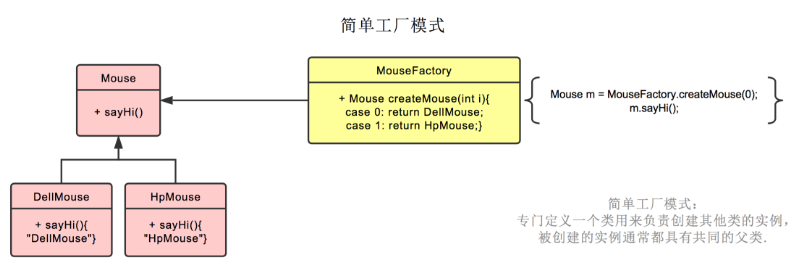 简单工厂模式
Mouse
+ sayHi()
MouseFactory
+ Mouse createMouse(int i){
case 0: return DellMouse;
case 1: return HpMouse;}
Mouse m = MouseFactory.createMouse(0);
m.sayHi();
DellMouse
+ sayHi(){
"DellMouse"}
HpMouse
+ sayHi(){
"HpMouse"}
简单工厂模式：
专门定义一个类用来负责创建其他类的实例，
被创建的实例通常都具有共同的父类.